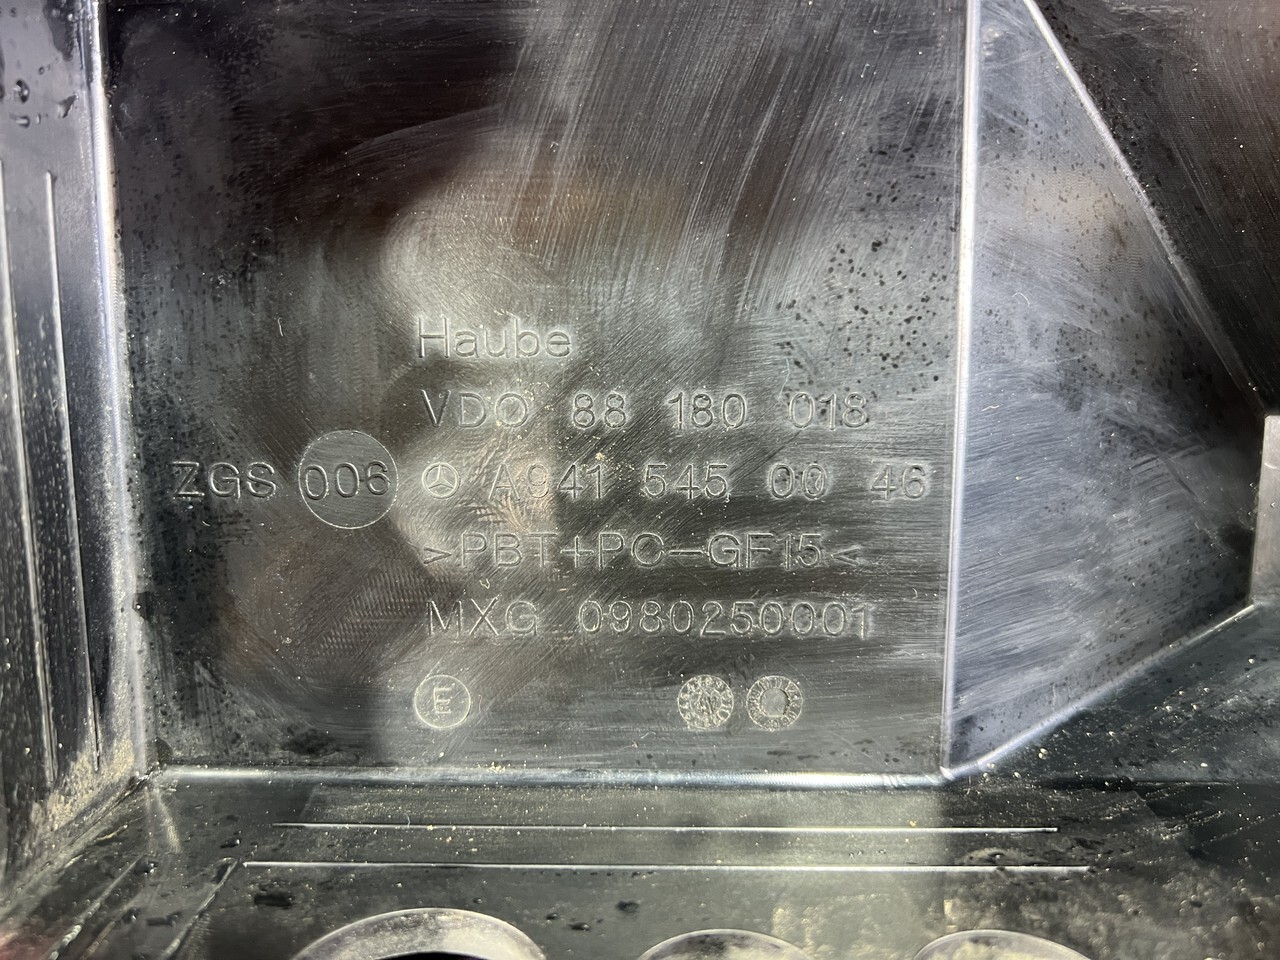 Haube
VDO 88 180 018
ZGS 006 A941 545 00 46
>PBT+PC-GF15<
MXG 0980250001
E